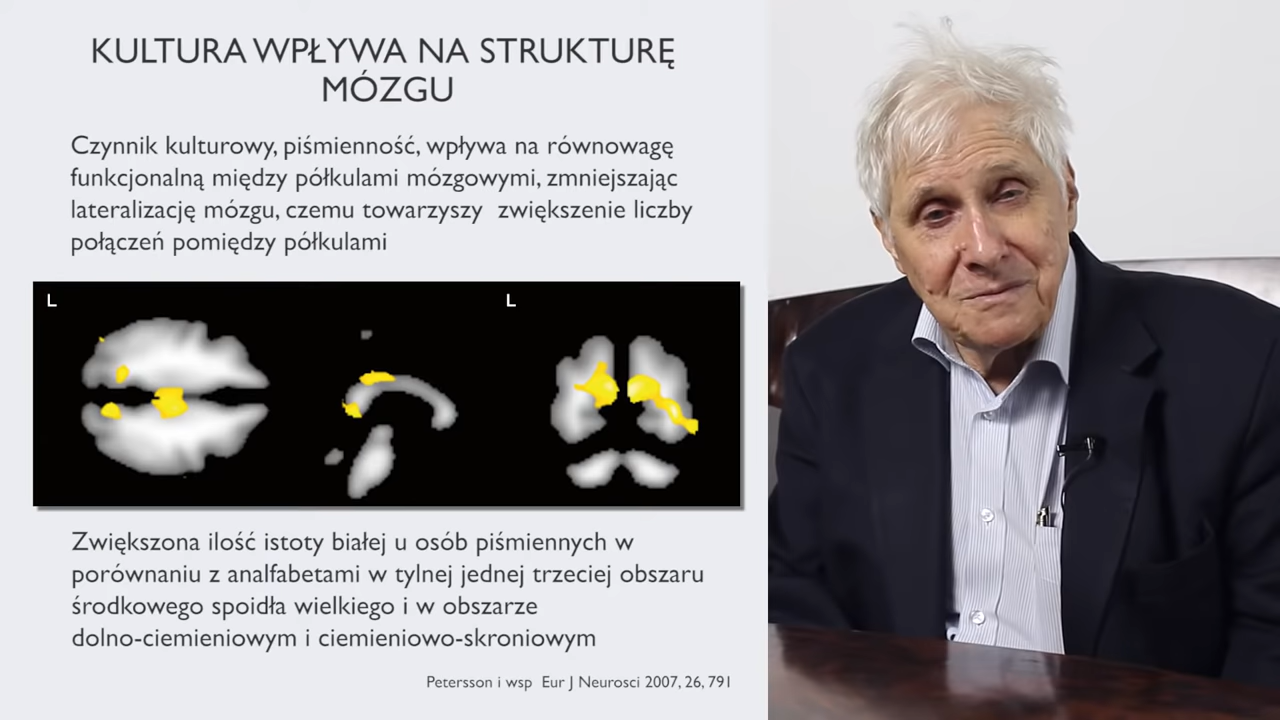 KULTURA WPŁYWA NA STRUKTURĘ
MÓZGU
Czynnik kulturowy, piśmienność, wpływa na równowagę
funkcjonalną między półkulami mózgowymi, zmniejszając
lateralizację mózgu, czemu towarzyszy zwiększenie liczby
połączeń pomiędzy półkulami
L
L
Zwiększona ilość istoty białej u osób piśmiennych w
porównaniu z analfabetami w tylnej jednej trzeciej obszaru
środkowego spoidła wielkiego i w obszarze
dolno-ciemieniowym i ciemieniowo-skroniowym
Petersson i wsp Eur J Neurosci 2007, 26, 791